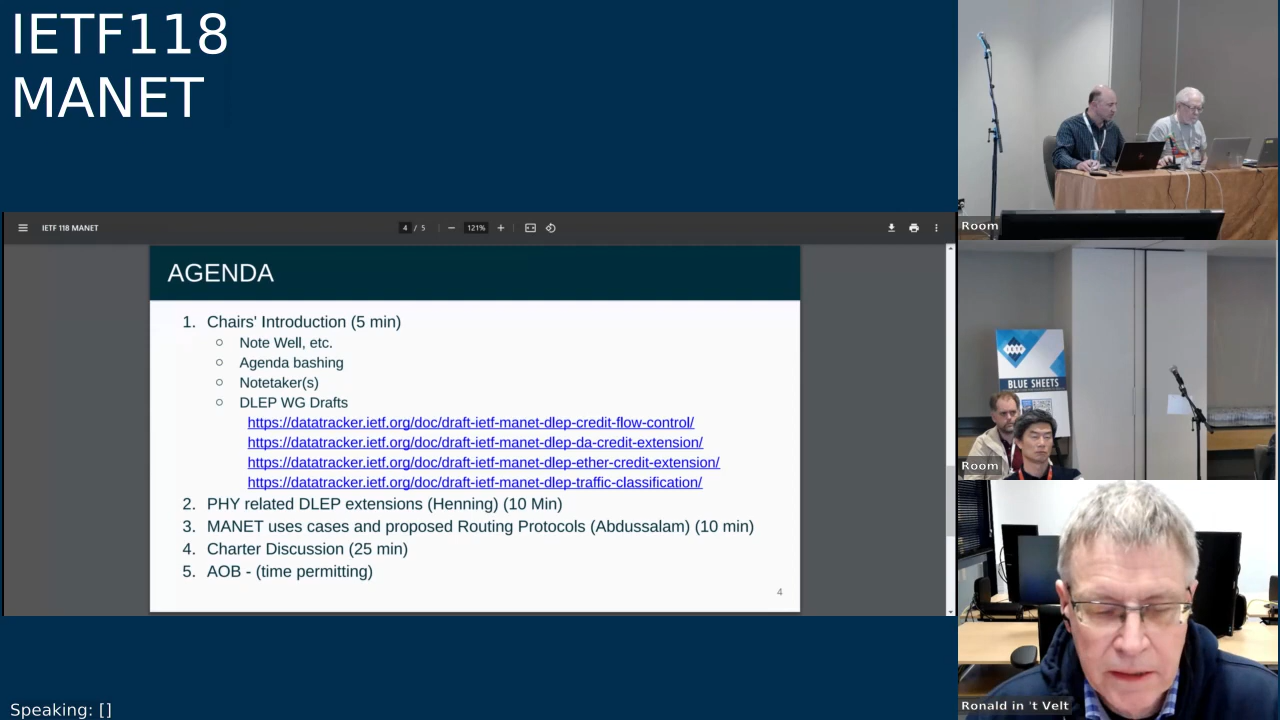 IETF118
MANET
IETF 118 MANET
4 / 5
121%
AGENDA
1. Chairs' Introduction (5 min)
○ Note Well, etc.
○ Agenda bashing
○ Notetaker(s)
○ DLEP WG Drafts
https://datatracker.ietf.org/doc/draft-ietf-manet-dlep-credit-flow-control/
https://datatracker.ietf.org/doc/draft-ietf-manet-dlep-da-credit-extension/
https://datatracker.ietf.org/doc/draft-ietf-manet-dlep-ether-credit-extension/
https://datatracker.ietf.org/doc/draft-ietf-manet-dlep-traffic-classification/
2. PHY related DLEP extensions (Henning) (10 Min)
3. MANET uses cases and proposed Routing Protocols (Abdussalam) (10 min)
4. Charter Discussion (25 min)
5. AOB - (time permitting)
4
Room
BLUE SHEETS
Room
Ronald in 't Velt
Speaking: []